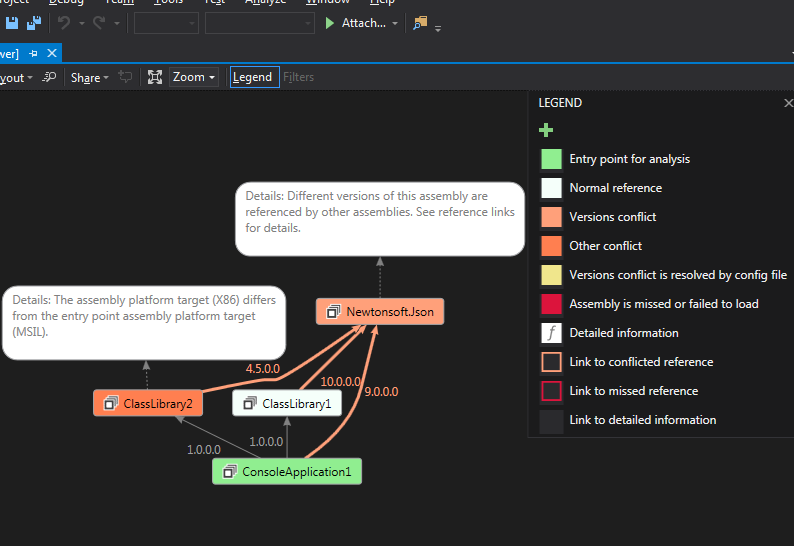 Debug Team Tools Test Analyze Window Help
Attach...
Share Zoom Legend Filters
LEGEND
Entry point for analysis
Normal reference
Versions conflict
Other conflict
Versions conflict is resolved by config file
Assembly is missed or failed to load
Detailed information
Link to conflicted reference
Link to missed reference
Link to detailed information
Details: Different versions of this assembly are
referenced by other assemblies. See reference links
for details.
Details: The assembly platform target (X86) differs
from the entry point assembly platform target
(MSIL).
NewtonsoftJson
4.5.0.0
10.0.0.0
9.0.0.0
ClassLibrary2
ClassLibrary1
1.0.0.0
1.0.0.0
ConsoleApplication1